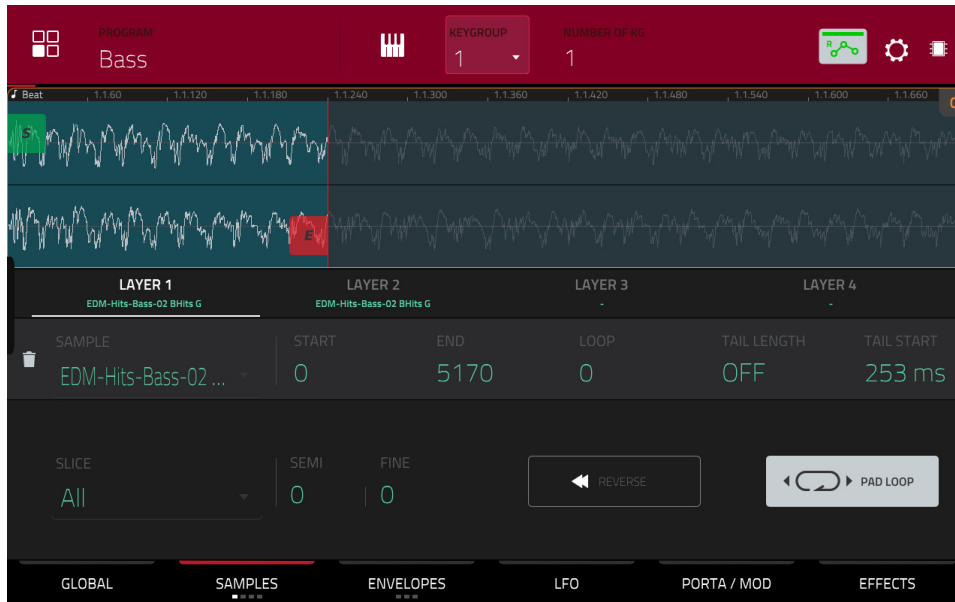 PROGRAM
Bass
KEYGROUP
1
NUMBER OF KG
1
R
Beat 1.1.60 1.1.120 1.1.180 1.1.240 1.1.300 1.1.360 1.1.420 1.1.480 1.1.540 1.1.600 1.1.660
S
E
LAYER 1 LAYER 2 LAYER 3 LAYER 4
EDM-Hits-Bass-02 BHits G EDM-Hits-Bass-02 BHits G - -
SAMPLE START END LOOP TAIL LENGTH TAIL START
EDM-Hits-Bass-02 ... 0 5170 0 OFF 253 ms
SLICE SEMI FINE
All 0 0
REVERSE
PAD LOOP
GLOBAL SAMPLES ENVELOPES LFO PORTA / MOD EFFECTS